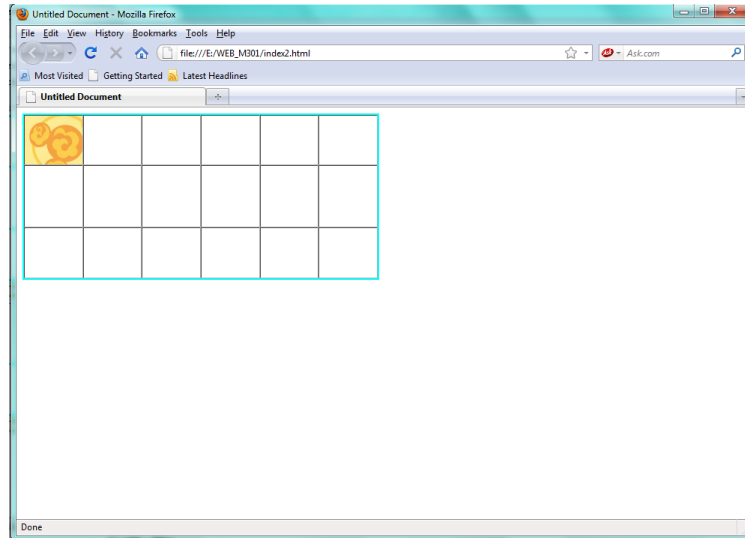 Untitled Document - Mozilla Firefox
File Edit View History Bookmarks Tools Help
file:///E:/WEB_M301/index2.html
Ask.com
Most Visited Getting Started Latest Headlines
Untitled Document
Done